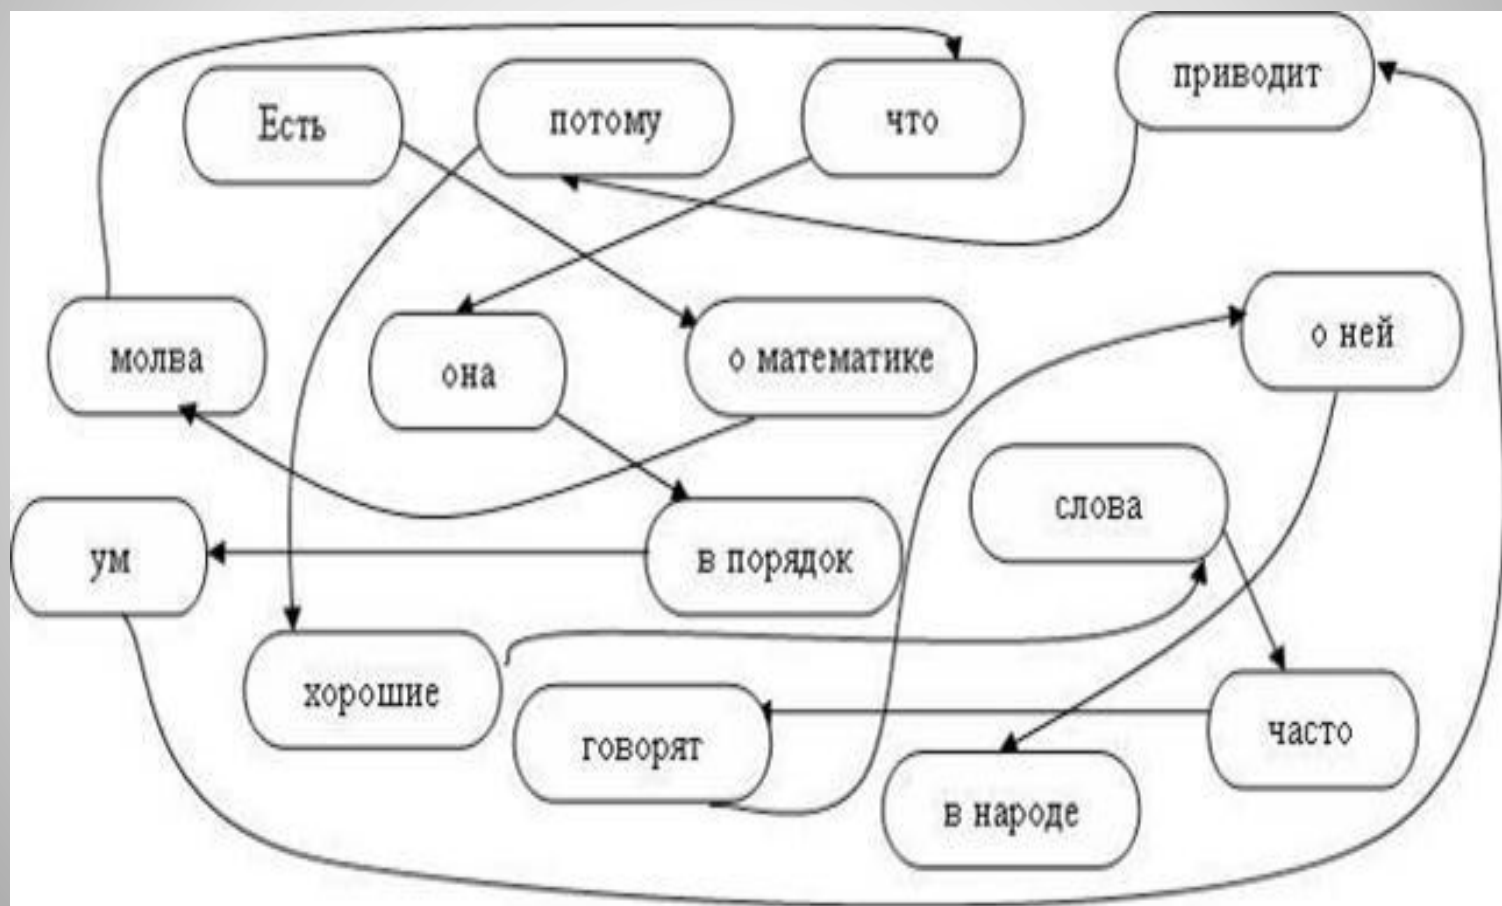 Есть
потому
что
приводит
молва
она
о математике
о ней
слова
ум
в порядок
хорошие
говорят
часто
в народе